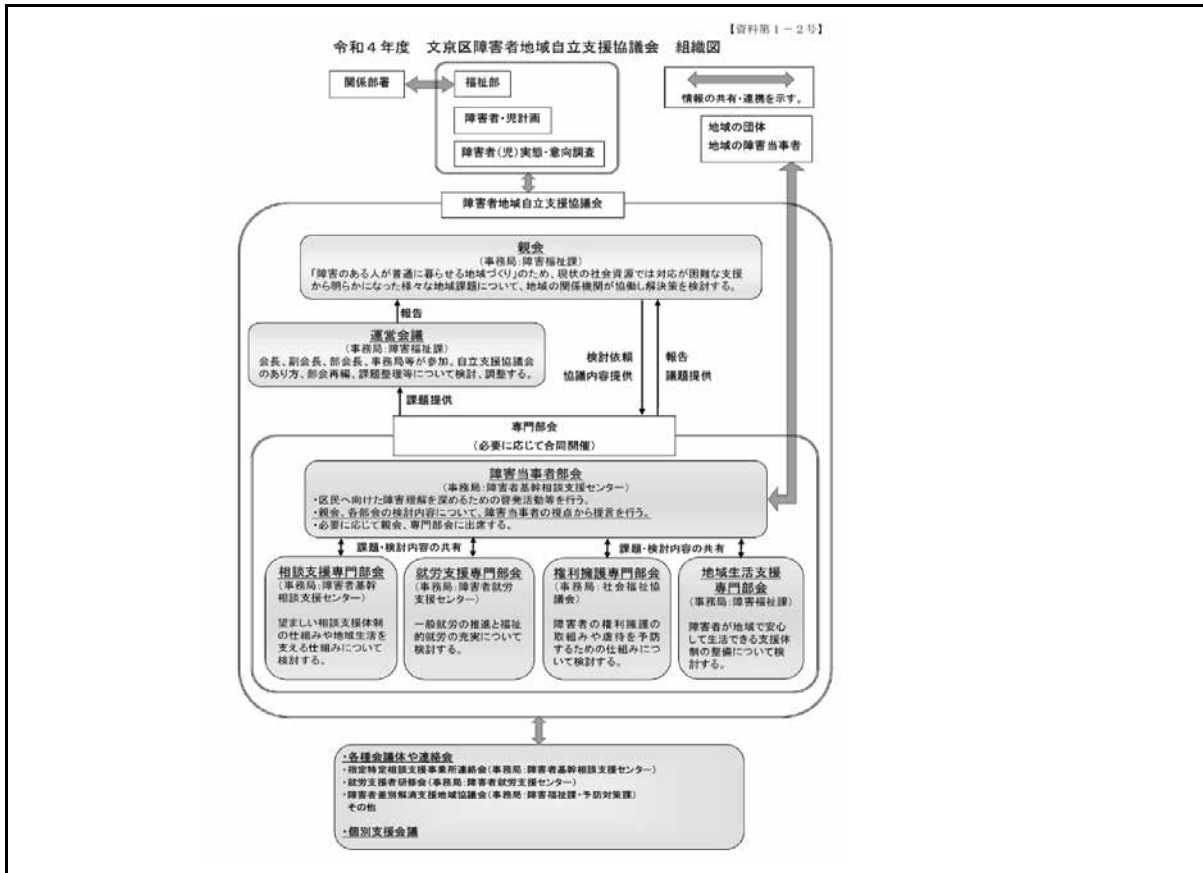 【資料第1－2号】
令和4年度　文京区障害者地域自立支援協議会　組織図
関係部署
福祉部
障害者・児計画
障害者(児)実態・意向調査
情報の共有・連携を示す。
地域の団体
地域の障害当事者
障害者地域自立支援協議会
親会
(事務局:障害福祉課)
「障害のある人が普通に暮らせる地域づくり」のため、現状の社会資源では対応が困難な支援
から明らかになった様々な地域課題について、地域の関係機関が協働し解決策を検討する。
報告
運営会議
(事務局:障害福祉課)
会長、副会長、部会長、事務局等が参加。自立支援協議会
のあり方、部会再編、課題整理等について検討、調整する。
検討依頼
協議内容提供
報告
議題提供
課題提供
専門部会
(必要に応じて合同開催)
障害当事者部会
(事務局:障害者基幹相談支援センター)
・区民へ向けた障害理解を深めるための啓発活動等を行う。
・親会、各部会の検討内容について、障害当事者の視点から提言を行う。
・必要に応じて親会、専門部会に出席する。
課題・検討内容の共有
課題・検討内容の共有
相談支援専門部会
(事務局:障害者基幹
相談支援センター)
望ましい相談支援体制
の仕組みや地域生活を
支える仕組みについて
検討する。
就労支援専門部会
(事務局:障害者就労
支援センター)
一般就労の推進と福祉
的就労の充実について
検討する。
権利擁護専門部会
(事務局:社会福祉協
議会)
障害者の権利擁護の
取組みや虐待を予防
するための仕組みにつ
いて検討する。
地域生活支援
専門部会
(事務局:障害福祉課)
障害者が地域で安心
して生活できる支援体
制の整備について検
討する。
・各種会議体や連絡会
・指定特定相談支援事業所連絡会(事務局:障害者基幹相談支援センター)
・就労支援者研修会(事務局:障害者就労支援センター)
・障害者差別解消支援地域協議会(事務局:障害福祉課・予防対策課)
その他
・個別支援会議